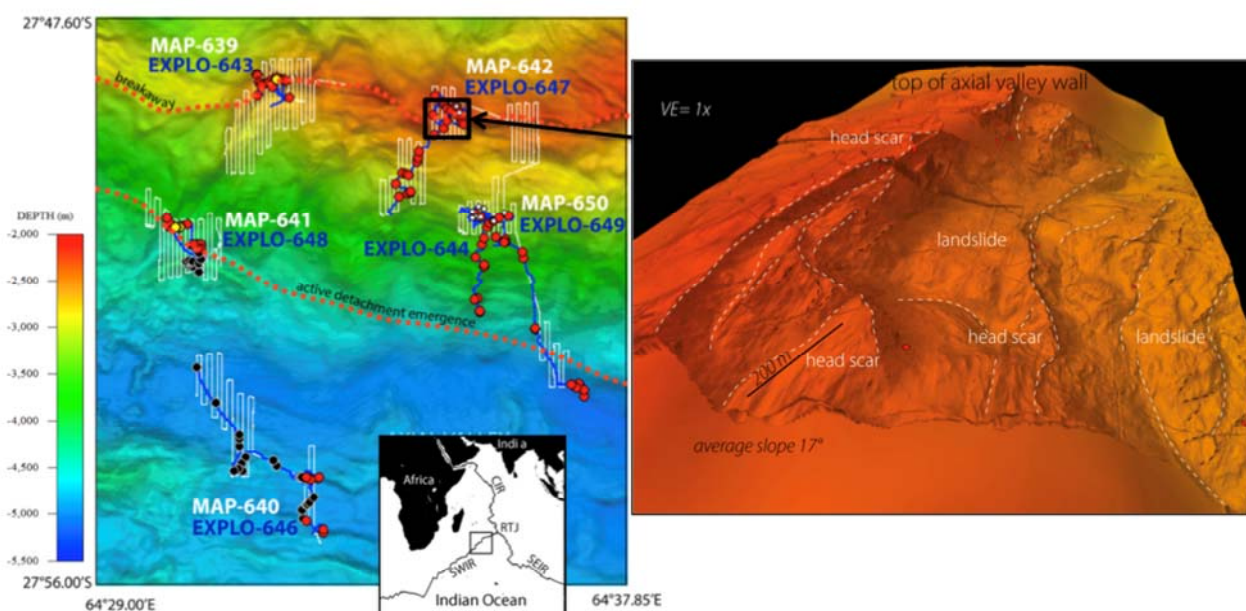 27°47.60'S
MAP-639
EXPLO-643
breakaway
MAP-642
EXPLO-647
MAP-641
EXPLO-648
MAP-650
EXPLO-649
EXPLO-644
active detachment emergence
MAP-640
EXPLO-646
DEPTH (m)
-2,000
-2,500
-3,000
-3,500
-4,000
-4,500
-5,000
-5,500
27°56.00'S
64°29.00'E
64°37.85'E
Africa
Indi a
CIR
RTJ
SWIR
SEIR
Indian Ocean
VE= 1x
top of axial valley wall
head scar
landslide
head scar
head scar
landslide
200 m
average slope 17°